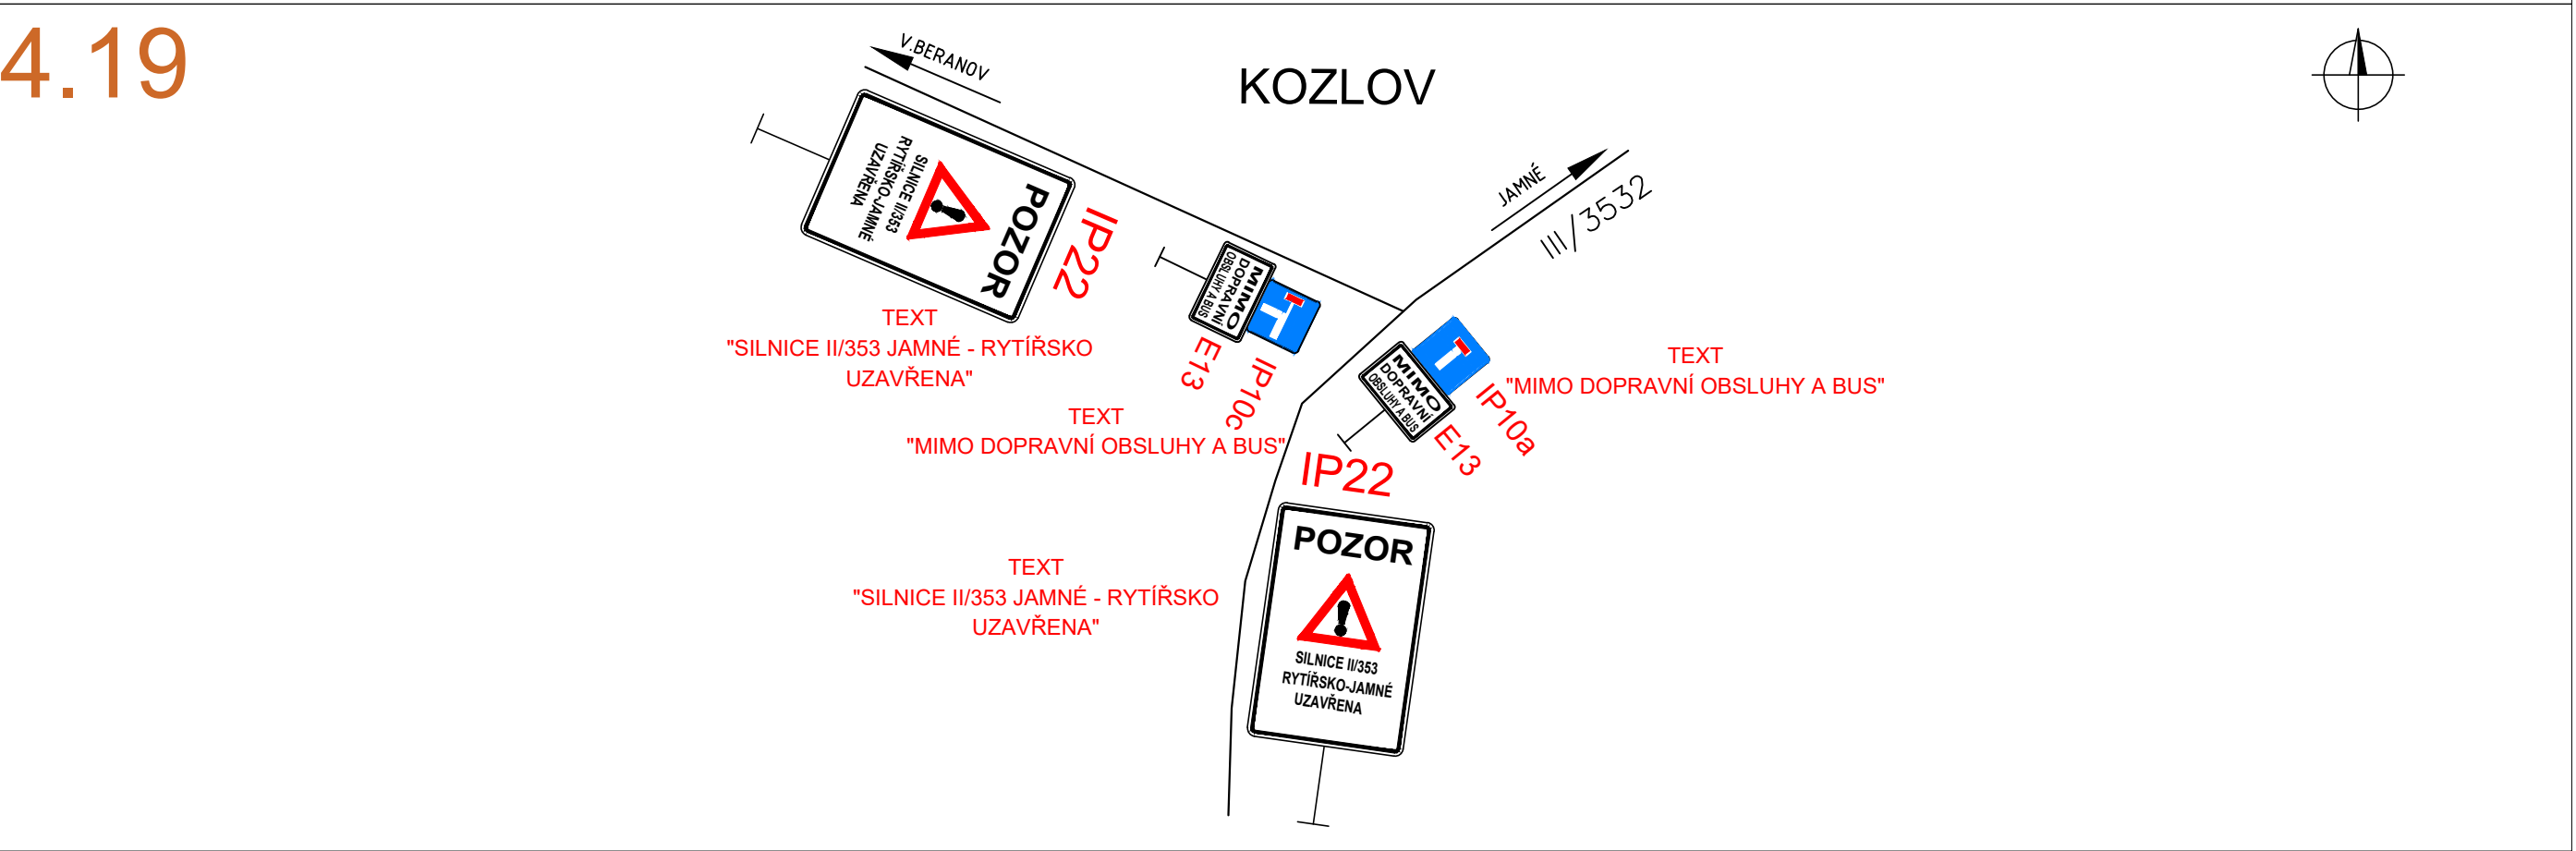 4.19
V.BERANOV
KOZLOV
JAMNÉ
III/3532
POZOR
SILNICE II/353
RYTÍŘSKO-JAMNÉ
UZAVŘENA
IP22
TEXT
"SILNICE II/353 JAMNÉ - RYTÍŘSKO
UZAVŘENA"
MIMO
DOPRAVNÍ
OBSLUHY A BUS
E13
IP10c
TEXT
"MIMO DOPRAVNÍ OBSLUHY A BUS"
MIMO
DOPRAVNÍ
OBSLUHY A BUS
E13
IP10a
TEXT
"MIMO DOPRAVNÍ OBSLUHY A BUS"
IP22
POZOR
SILNICE II/353
RYTÍŘSKO-JAMNÉ
UZAVŘENA
TEXT
"SILNICE II/353 JAMNÉ - RYTÍŘSKO
UZAVŘENA"